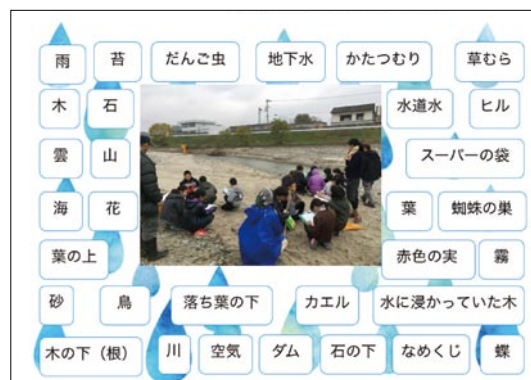 雨 苔 だんご虫 地下水 かたつむり 草むら
木 石 水道水 ヒル
雲 山 スーパーの袋
海 花 葉 蜘蛛の巣
葉の上 赤色の実 霧
砂 鳥 落ち葉の下 カエル 水に浸かっていた木
木の下（根） 川 空気 ダム 石の下 なめくじ 蝶